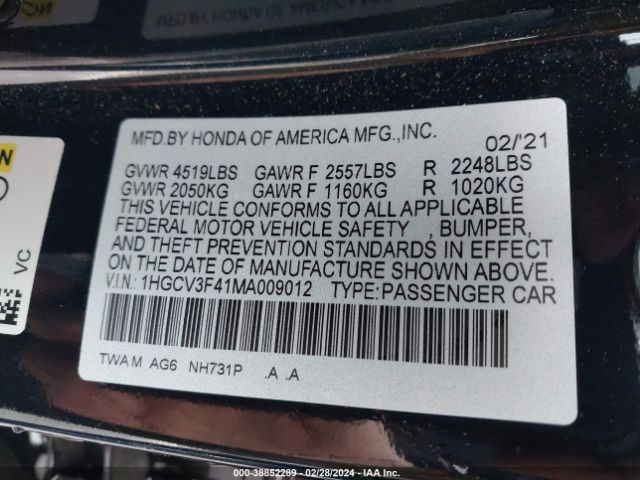 MFD.BY HONDA OF AMERICA MFG.,INC. 02/'21
GVWR 4519LBS GAWR F 2557LBS R 2248LBS
GVWR 2050KG GAWR F 1160KG R 1020KG
THIS VEHICLE CONFORMS TO ALL APPLICABLE
FEDERAL MOTOR VEHICLE SAFETY , BUMPER,
AND THEFT PREVENTION STANDARDS IN EFFECT
ON THE DATE OF MANUFACTURE SHOWN ABOVE.
V.I.N.: 1HGCV3F41MA009012 TYPE:PASSENGER CAR
TWA M AG6 NH731P .A .A
VC
00-38852289 - 02/28/2024 - IAA Inc.